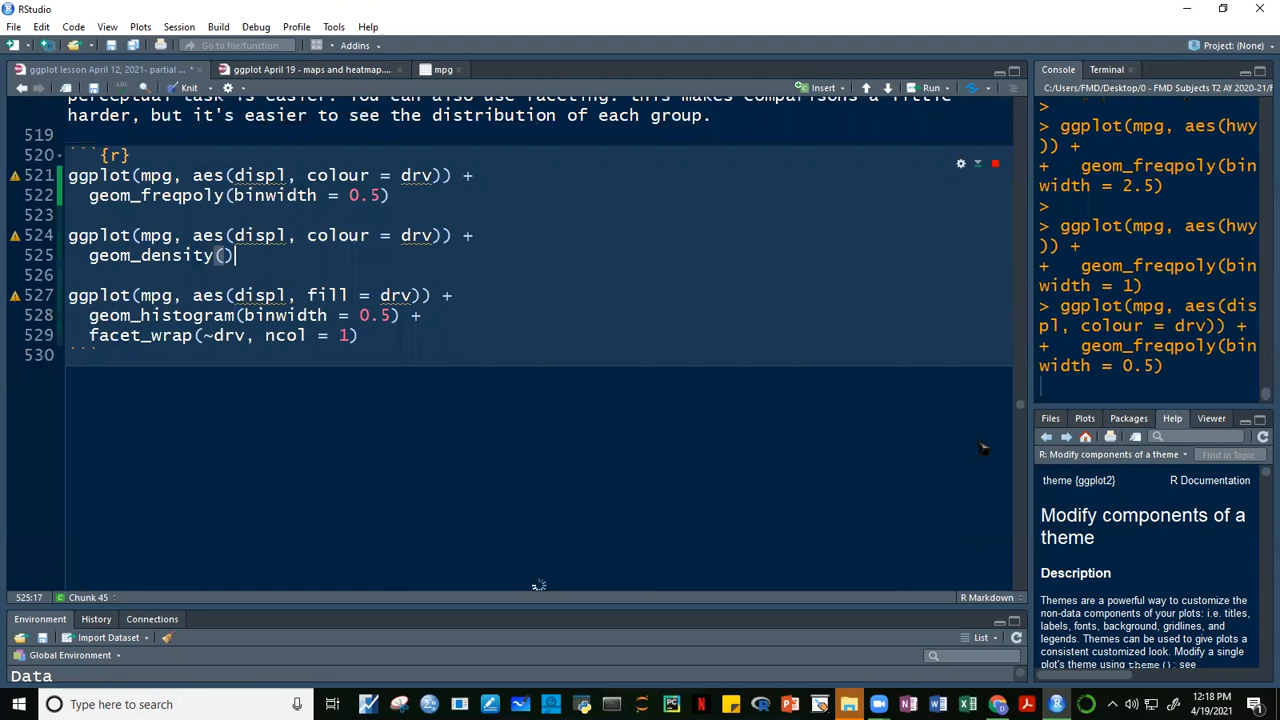 RStudio
File Edit Code View Plots Session Build Debug Profile Tools Help
Go to file/function Addins Project: (None)
ggplot lesson April 12, 2021- partial ... * ggplot April 19 - maps and heatmap.... mpg
Knit Insert Run
perceptual task is easier. You can also use faceting: this makes comparisons a little
harder, but it's easier to see the distribution of each group.
519
520 ```{r}
521 ggplot(mpg, aes(displ, colour = drv)) +
522 geom_freqpoly(binwidth = 0.5)
523
524 ggplot(mpg, aes(displ, colour = drv)) +
525 geom_density()
526
527 ggplot(mpg, aes(displ, fill = drv)) +
528 geom_histogram(binwidth = 0.5) +
529 facet_wrap(~drv, ncol = 1)
530 ```
525:17 Chunk 45 R Markdown
Environment History Connections
Import Dataset List
Global Environment
Data
Console Terminal
C:/Users/FMD/Desktop/0 - FMD Subjects T2 AY 2020-21/F
>
> ggplot(mpg, aes(hwy
)) +
+ geom_freqpoly(bin
width = 2.5)
>
> ggplot(mpg, aes(hwy
)) +
+ geom_freqpoly(bin
width = 1)
> ggplot(mpg, aes(dis
pl, colour = drv)) +
+ geom_freqpoly(bin
width = 0.5)
Files Plots Packages Help Viewer
R: Modify components of a theme Find in Topic
theme {ggplot2} R Documentation
Modify components of a
theme
Description
Themes are a powerful way to customize the
non-data components of your plots: i.e. titles,
labels, fonts, background, gridlines, and
legends. Themes can be used to give plots a
consistent customized look. Modify a single
plot's theme using theme(); see
Type here to search
12:18 PM
4/19/2021